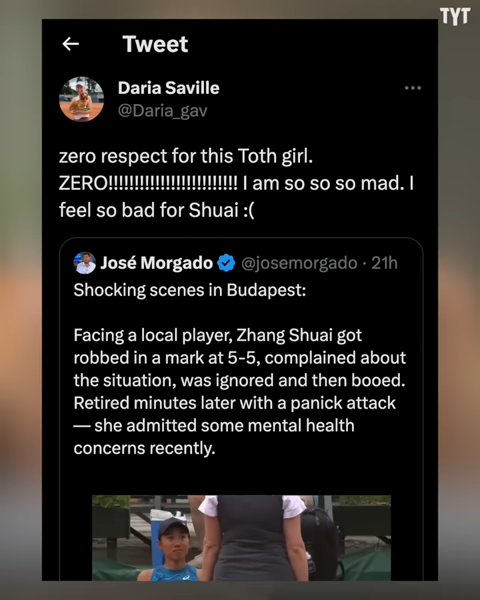 TYT
Tweet
Daria Saville
@Daria_gav
zero respect for this Toth girl.
ZERO!!!!!!!!!!!!!!!!!!!!!!!!! I am so so so mad. I
feel so bad for Shuai :(
José Morgado @josemorgado · 21h
Shocking scenes in Budapest:
Facing a local player, Zhang Shuai got
robbed in a mark at 5-5, complained about
the situation, was ignored and then booed.
Retired minutes later with a panick attack
— she admitted some mental health
concerns recently.